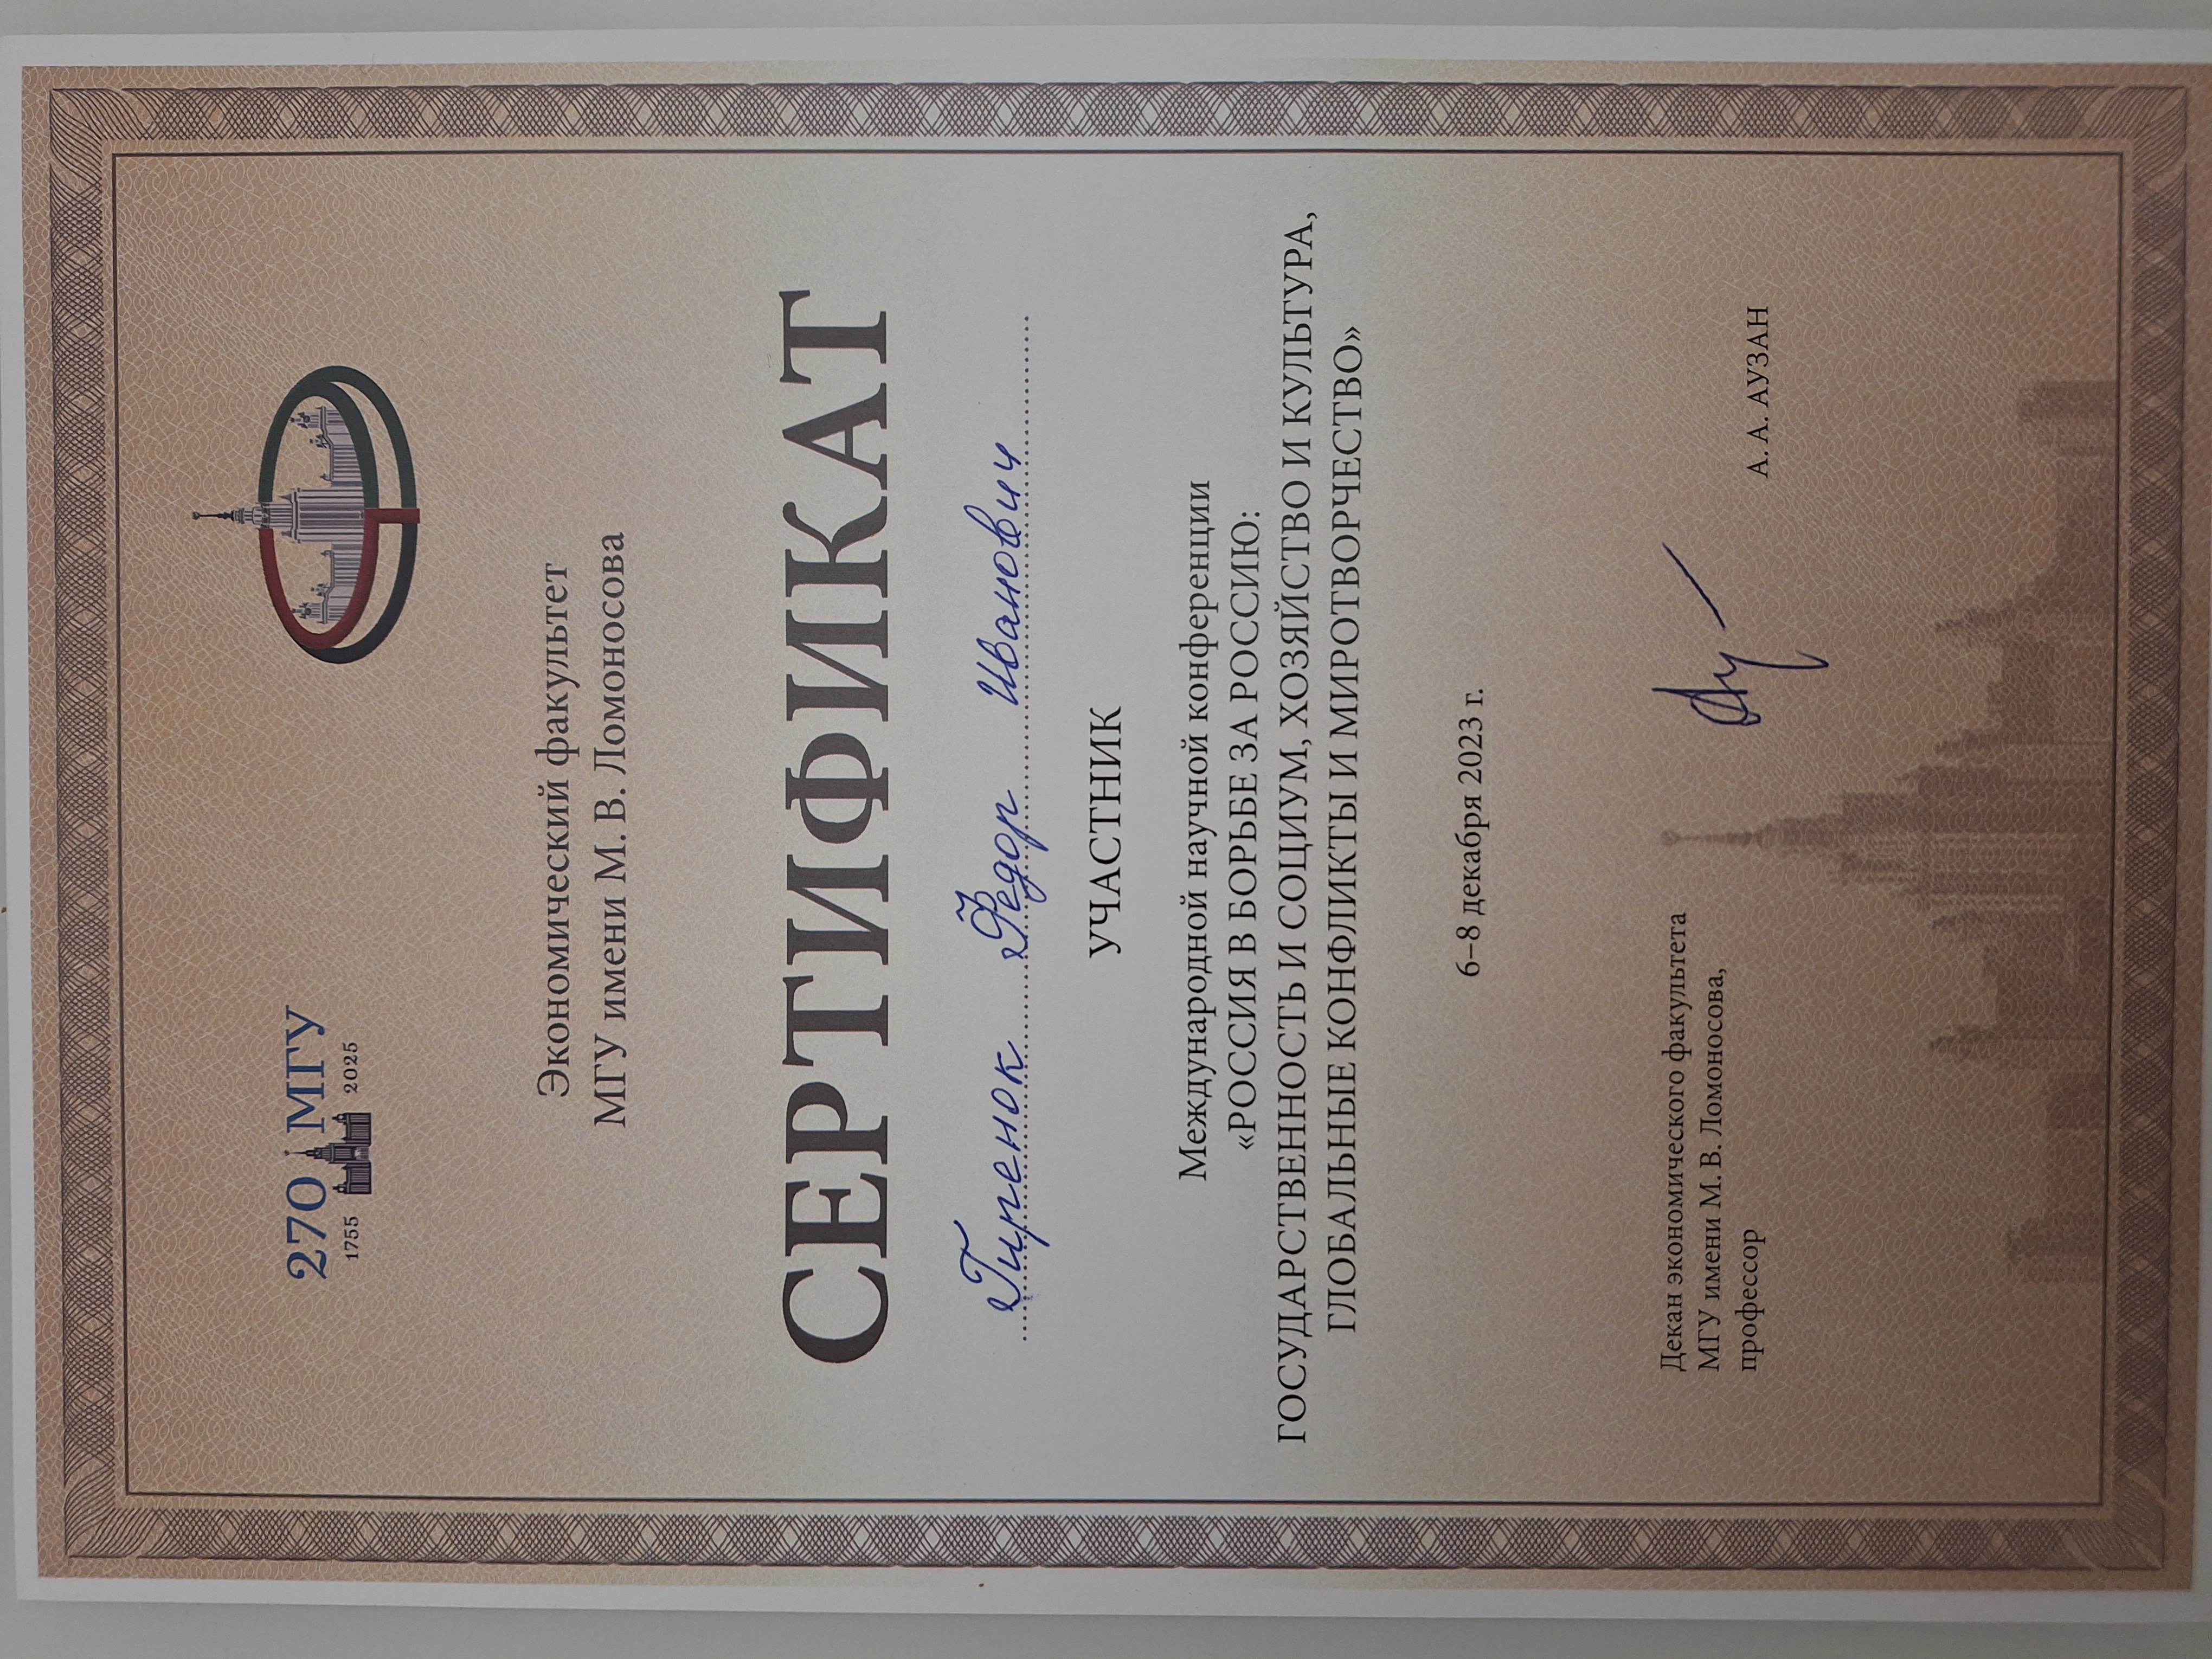 270 МГУ
1755 2025
Экономический факультет
МГУ имени М. В. Ломоносова
СЕРТИФИКАТ
Гиренок Федор Иванович
УЧАСТНИК
Международной научной конференции
«РОССИЯ В БОРЬБЕ ЗА РОССИЮ:
ГОСУДАРСТВЕННОСТЬ И СОЦИУМ, ХОЗЯЙСТВО И КУЛЬТУРА,
ГЛОБАЛЬНЫЕ КОНФЛИКТЫ И МИРОТВОРЧЕСТВО»
6–8 декабря 2023 г.
Декан экономического факультета
МГУ имени М. В. Ломоносова,
профессор
А. А. АУЗАН